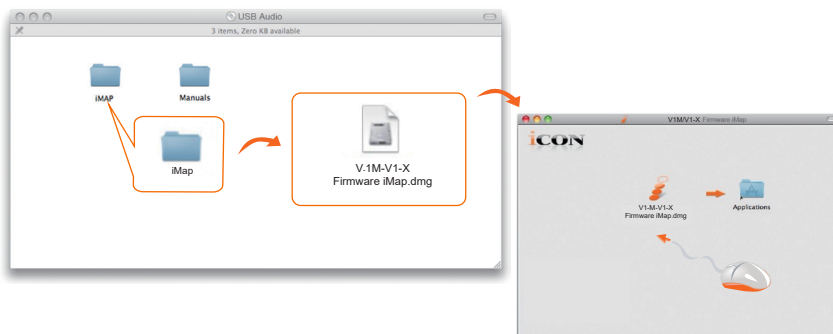 USB Audio
3 items, Zero KB available
iMAP
Manuals
iMap
V-1M-V1-X
Firmware iMap.dmg
V1M/V1-X Firmware iMap
iCON
V1-M-V1-X
Firmware iMap.dmg
Applications